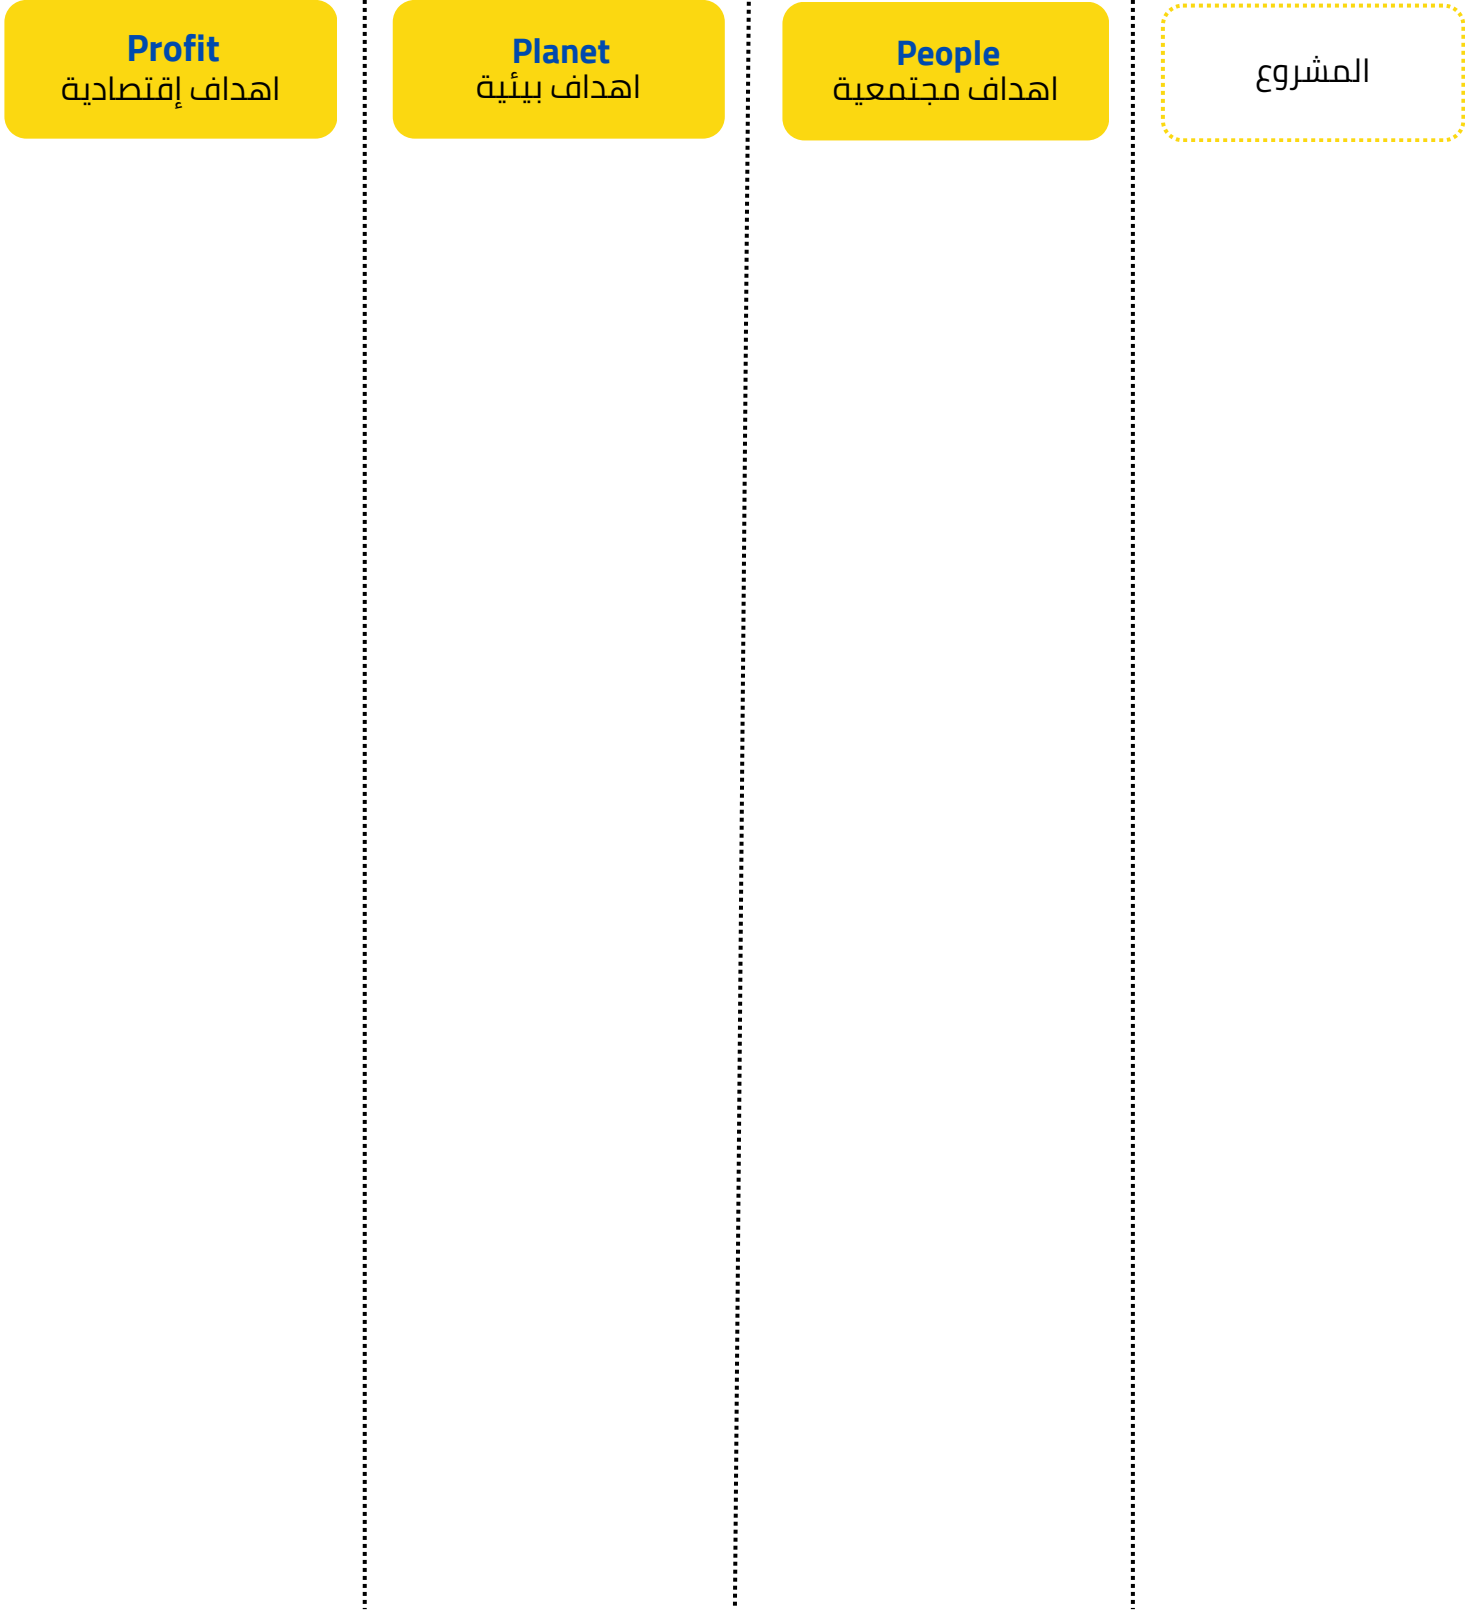 المشروع
People
اهداف مجتمعية
Planet
اهداف بيئية
Profit
اهداف إقتصادية